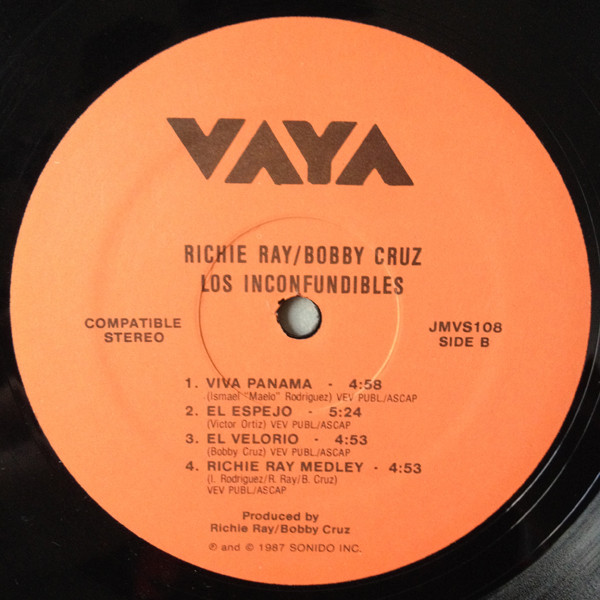 VAYA
RICHIE RAY/BOBBY CRUZ
LOS INCONFUNDIBLES
COMPATIBLE
STEREO
JMVS108
SIDE B
1. VIVA PANAMA - 4:58
(Ismael "Maelo" Rodriguez) VEV PUBL/ASCAP
2. EL ESPEJO - 5:24
(Victor Ortiz) VEV PUBL/ASCAP
3. EL VELORIO - 4:53
(Bobby Cruz) VEV PUBL/ASCAP
4. RICHIE RAY MEDLEY - 4:53
(I. Rodriguez/R. Ray/B. Cruz)
VEV PUBL/ASCAP
Produced by
Richie Ray/Bobby Cruz
℗ and © 1987 SONIDO INC.